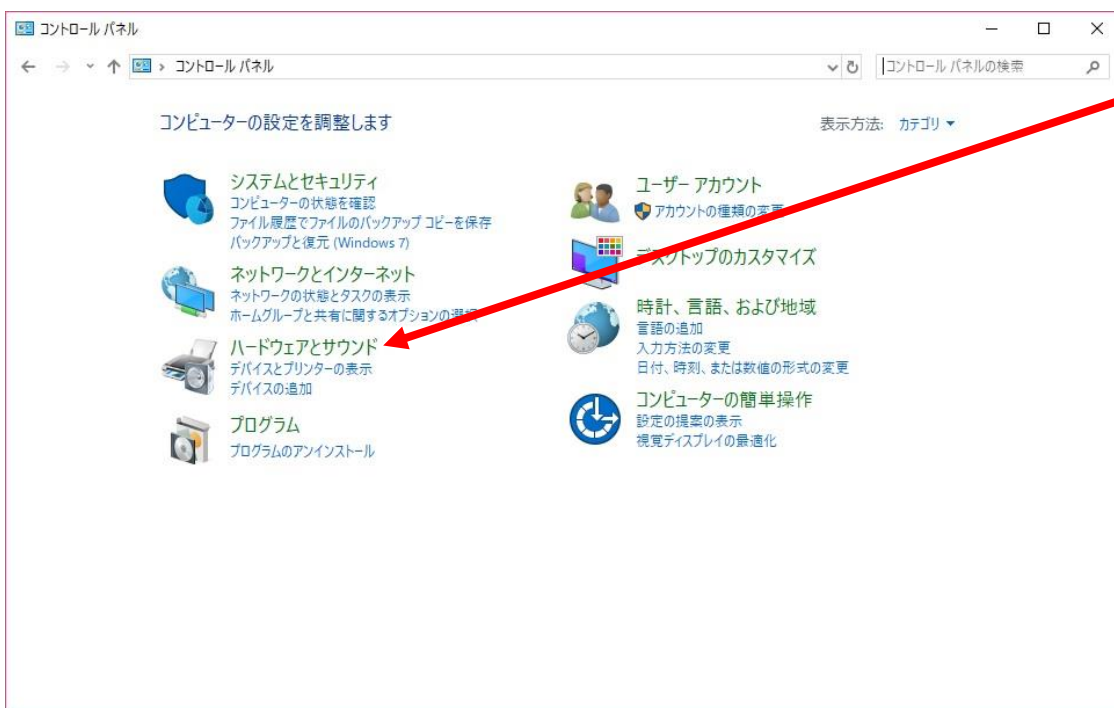 コントロール パネル
コントロール パネル
コントロール パネルの検索
コンピューターの設定を調整します
表示方法: カテゴリ
システムとセキュリティ
コンピューターの状態を確認
ファイル履歴でファイルのバックアップ コピーを保存
バックアップと復元 (Windows 7)
ネットワークとインターネット
ネットワークの状態とタスクの表示
ホームグループと共有に関するオプションの選択
ハードウェアとサウンド
デバイスとプリンターの表示
デバイスの追加
プログラム
プログラムのアンインストール
ユーザー アカウント
アカウントの種類の変更
デスクトップのカスタマイズ
時計、言語、および地域
言語の追加
入力方法の変更
日付、時刻、または数値の形式の変更
コンピューターの簡単操作
設定の提案の表示
視覚ディスプレイの最適化